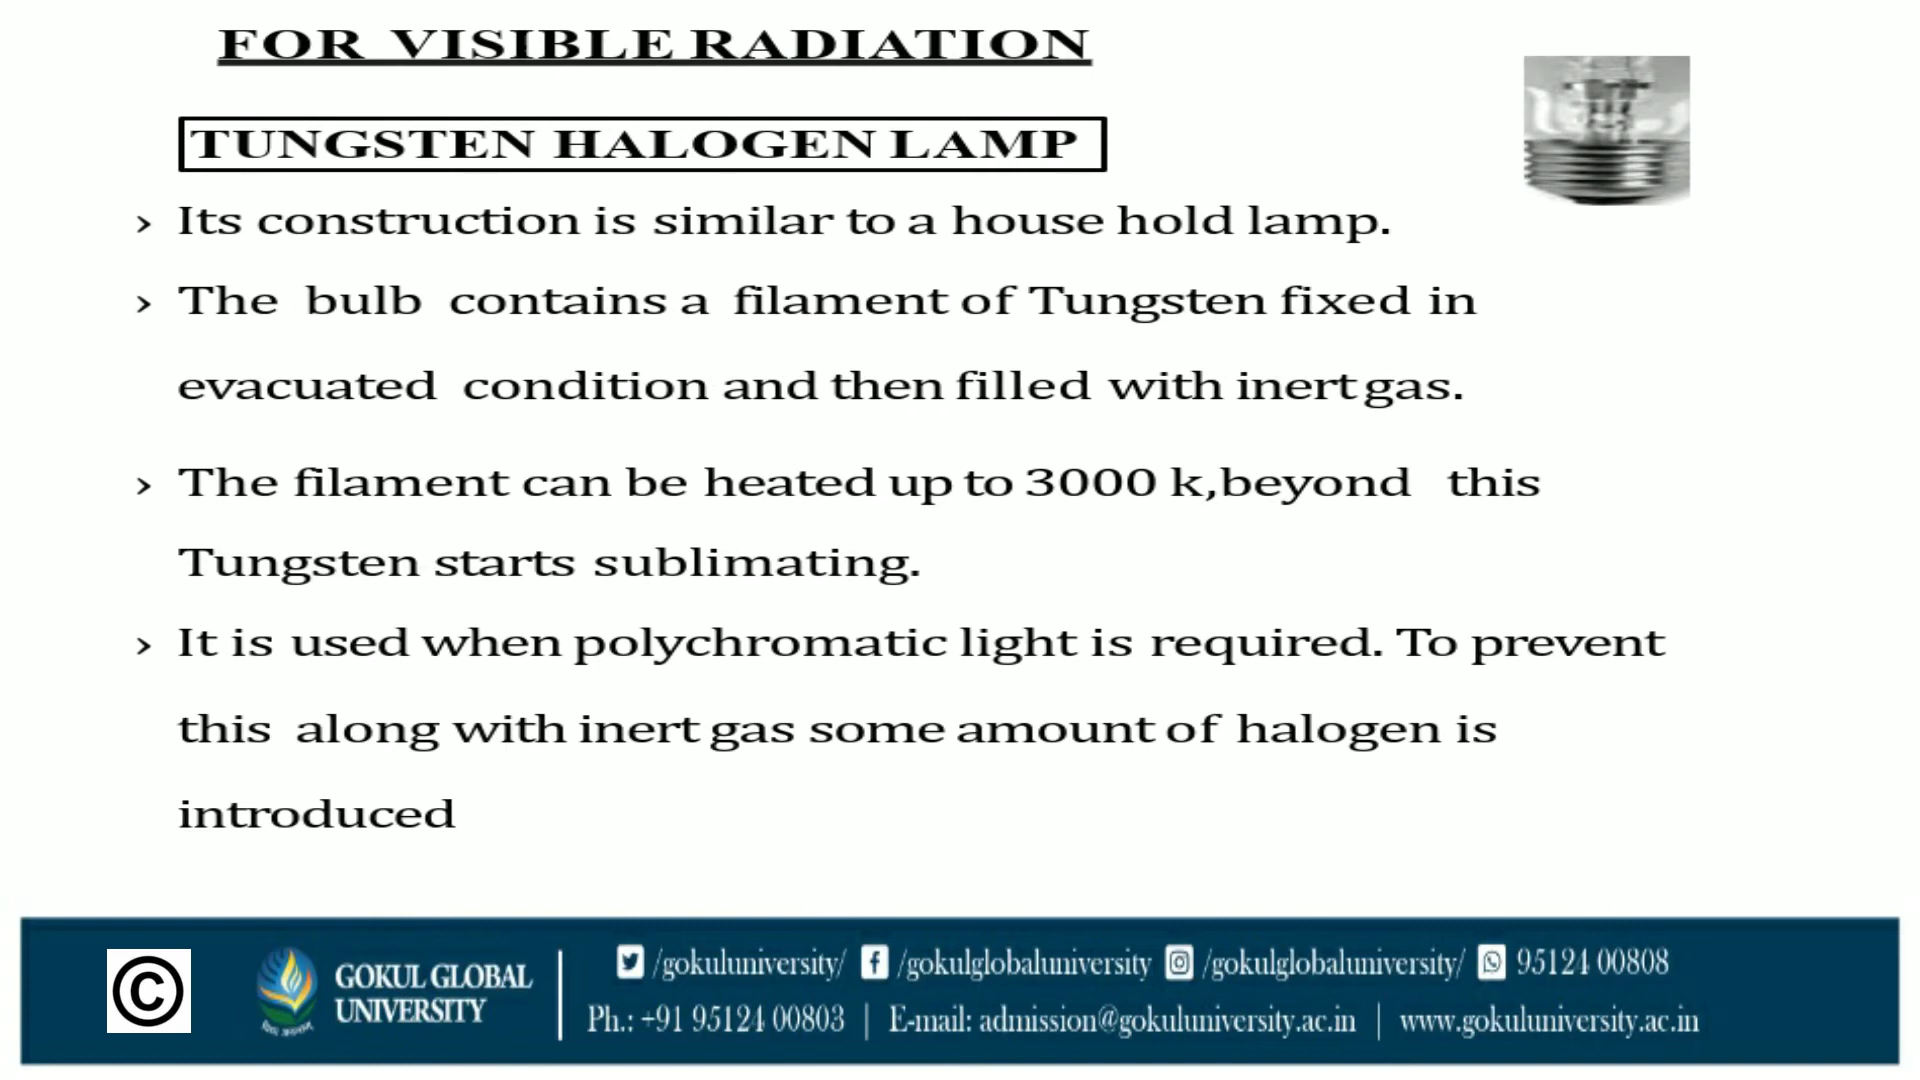 FOR VISIBLE RADIATION
TUNGSTEN HALOGEN LAMP
› Its construction is similar to a house hold lamp.
› The bulb contains a filament of Tungsten fixed in
evacuated condition and then filled with inert gas.
› The filament can be heated up to 3000 k,beyond this
Tungsten starts sublimating.
› It is used when polychromatic light is required. To prevent
this along with inert gas some amount of halogen is
introduced
©
GOKUL GLOBAL
UNIVERSITY
/gokuluniversity/ /gokulglobaluniversity /gokulglobaluniversity/ 95124 00808
Ph.: +91 95124 00803 | E-mail: admission@gokuluniversity.ac.in | www.gokuluniversity.ac.in